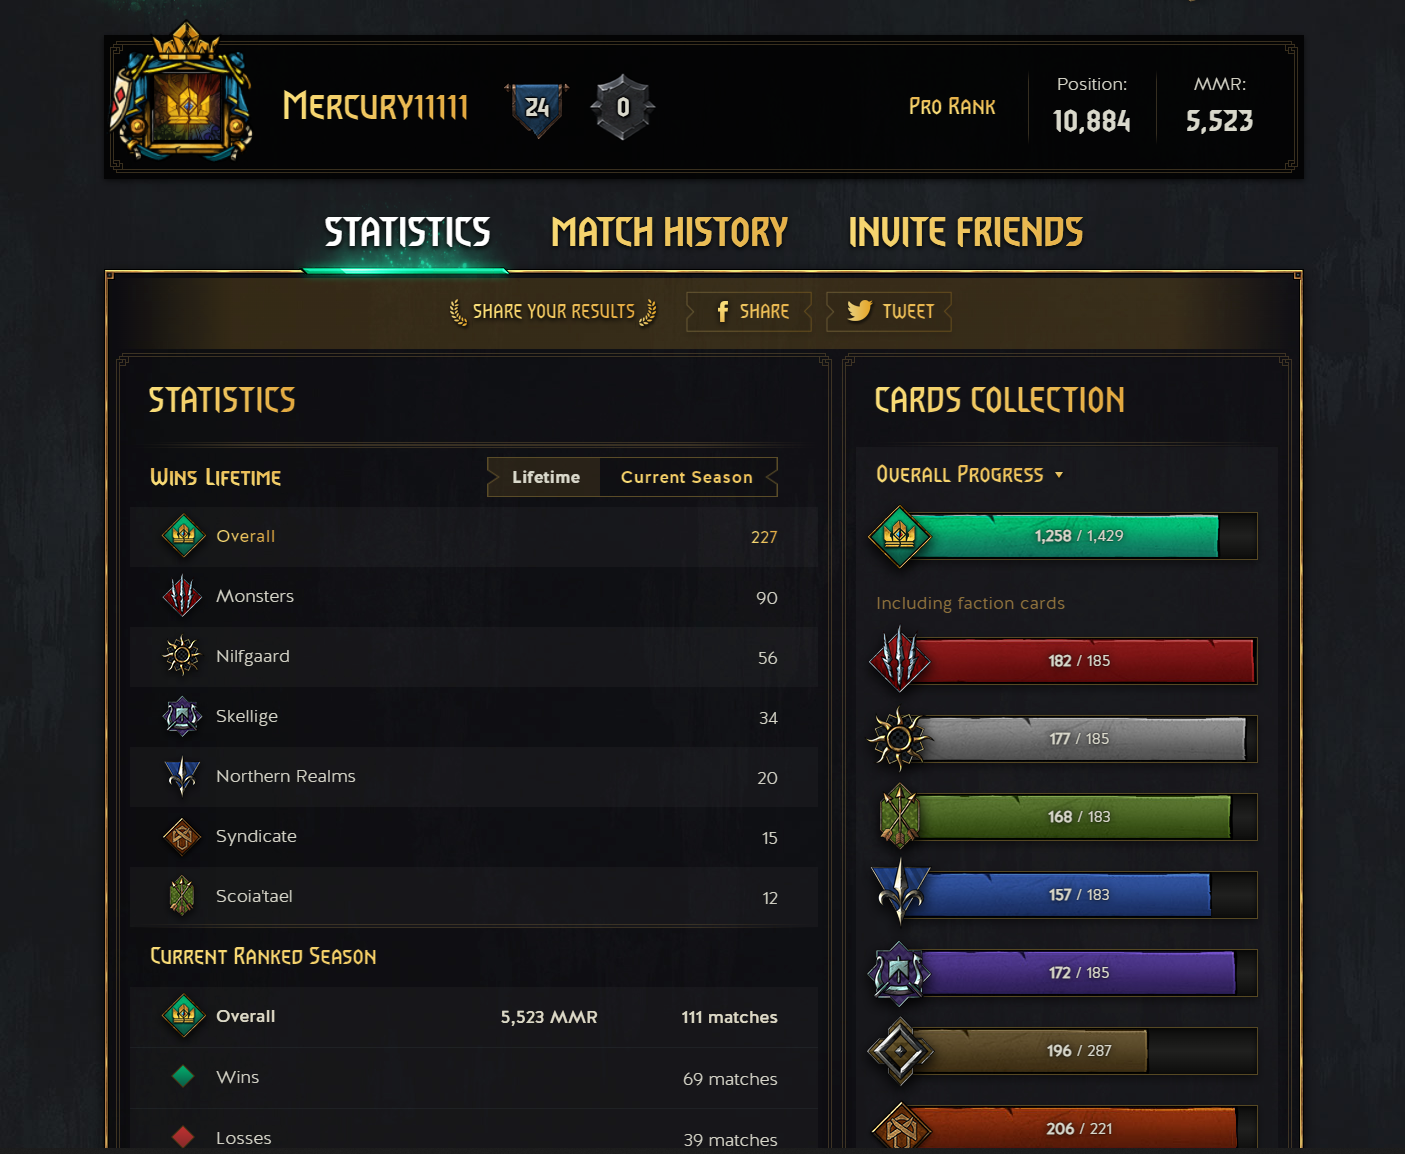 Mercury11111
24
0
Pro Rank
Position:
10,884
MMR:
5,523
STATISTICS
MATCH HISTORY
INVITE FRIENDS
SHARE YOUR RESULTS
SHARE
TWEET
STATISTICS
Wins Lifetime
Lifetime
Current Season
Overall 227
Monsters 90
Nilfgaard 56
Skellige 34
Northern Realms 20
Syndicate 15
Scoia'tael 12
Current Ranked Season
Overall 5,523 MMR 111 matches
Wins 69 matches
Losses 39 matches
CARDS COLLECTION
Overall Progress
1,258 / 1,429
Including faction cards
182 / 185
177 / 185
168 / 183
157 / 183
172 / 185
196 / 287
206 / 221